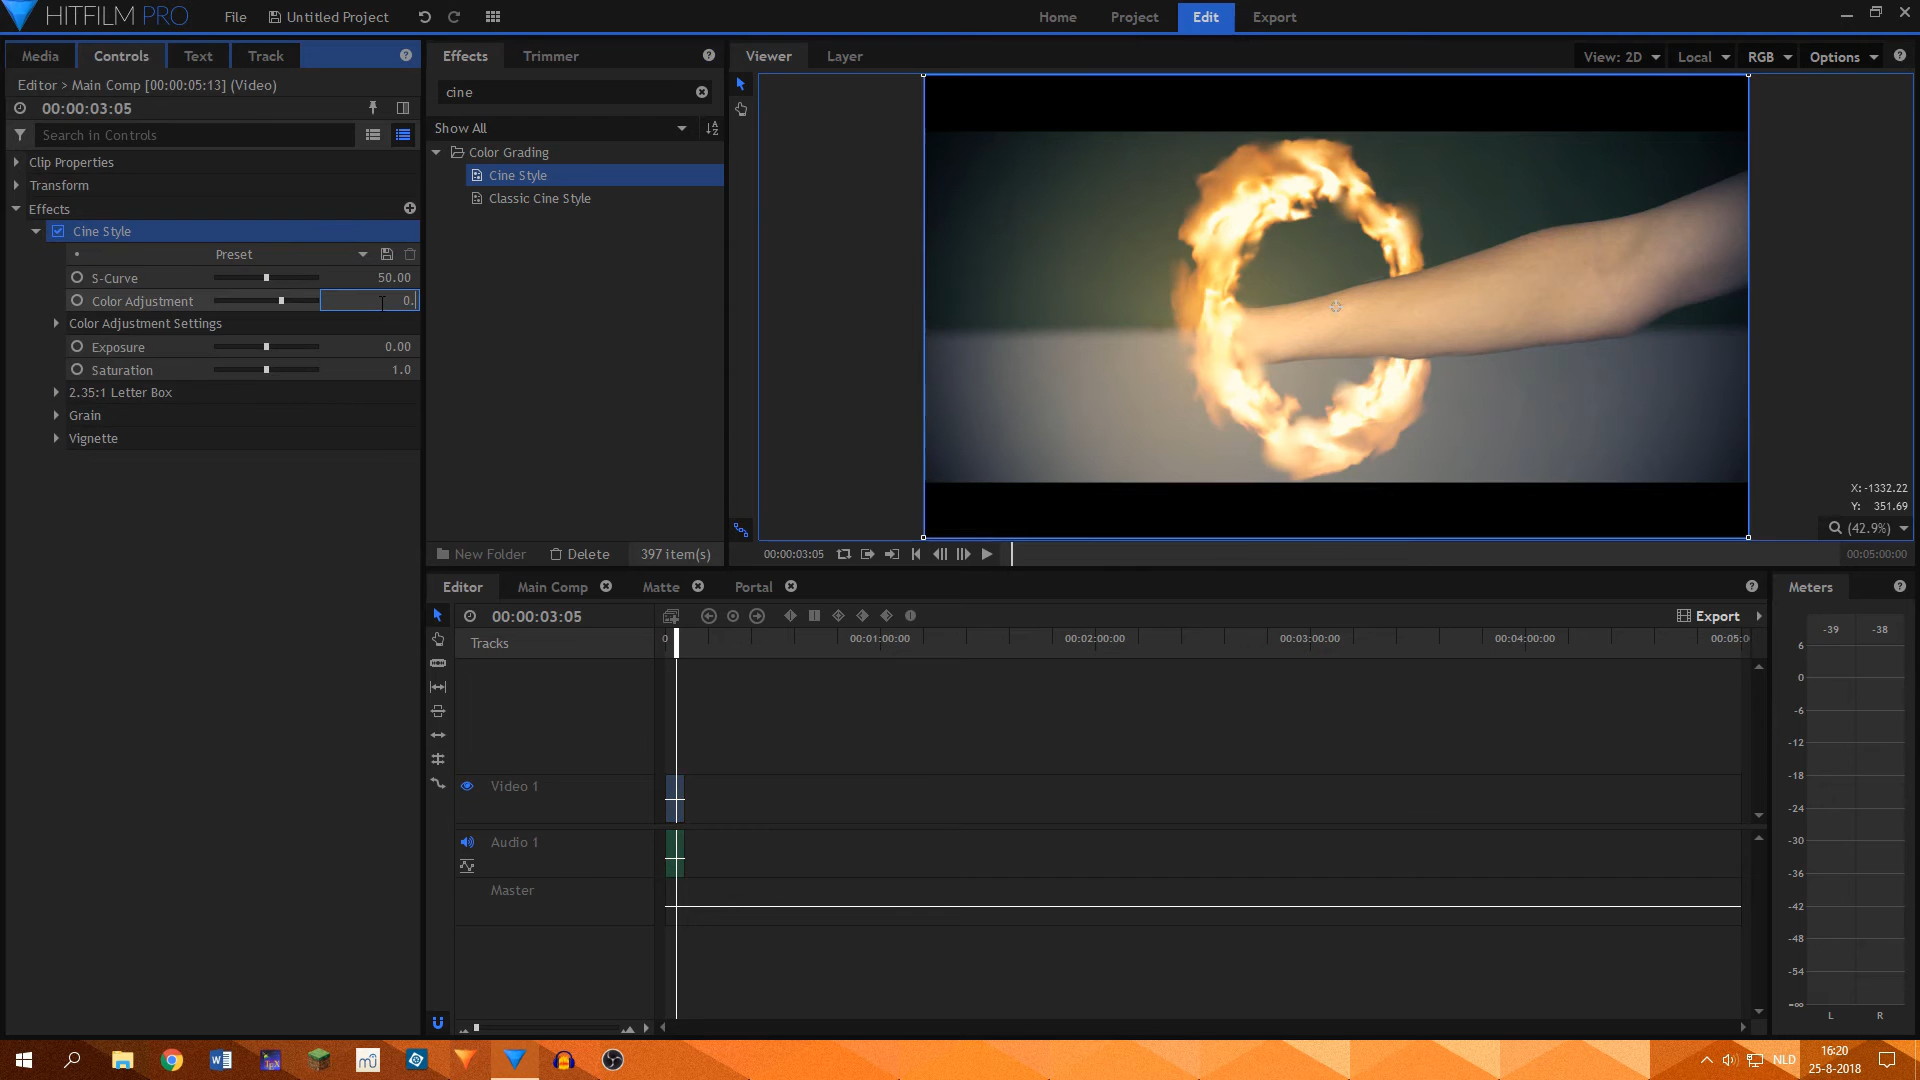 HITFILM PRO
File
Untitled Project
Home
Project
Edit
Export
Media
Controls
Text
Track
Editor > Main Comp [00:00:05:13] (Video)
00:00:03:05
Search in Controls
Clip Properties
Transform
Effects
Cine Style
Preset
S-Curve 50.00
Color Adjustment 0.
Color Adjustment Settings
Exposure 0.00
Saturation 1.0
2.35:1 Letter Box
Grain
Vignette
Effects
Trimmer
cine
Show All
Color Grading
Cine Style
Classic Cine Style
New Folder
Delete
397 item(s)
Viewer
Layer
View: 2D
Local
RGB
Options
X: -1332.22
Y: 351.69
(42.9%)
00:00:03:05
00:05:00:00
Editor
Main Comp
Matte
Portal
00:00:03:05
Export
Tracks
0
00:01:00:00
00:02:00:00
00:03:00:00
00:04:00:00
00:05:0
Video 1
Audio 1
Master
Meters
-39 -38
6
0
-6
-12
-18
-24
-30
-36
-42
-48
-54
-∞
L R
NLD
16:20
25-8-2018